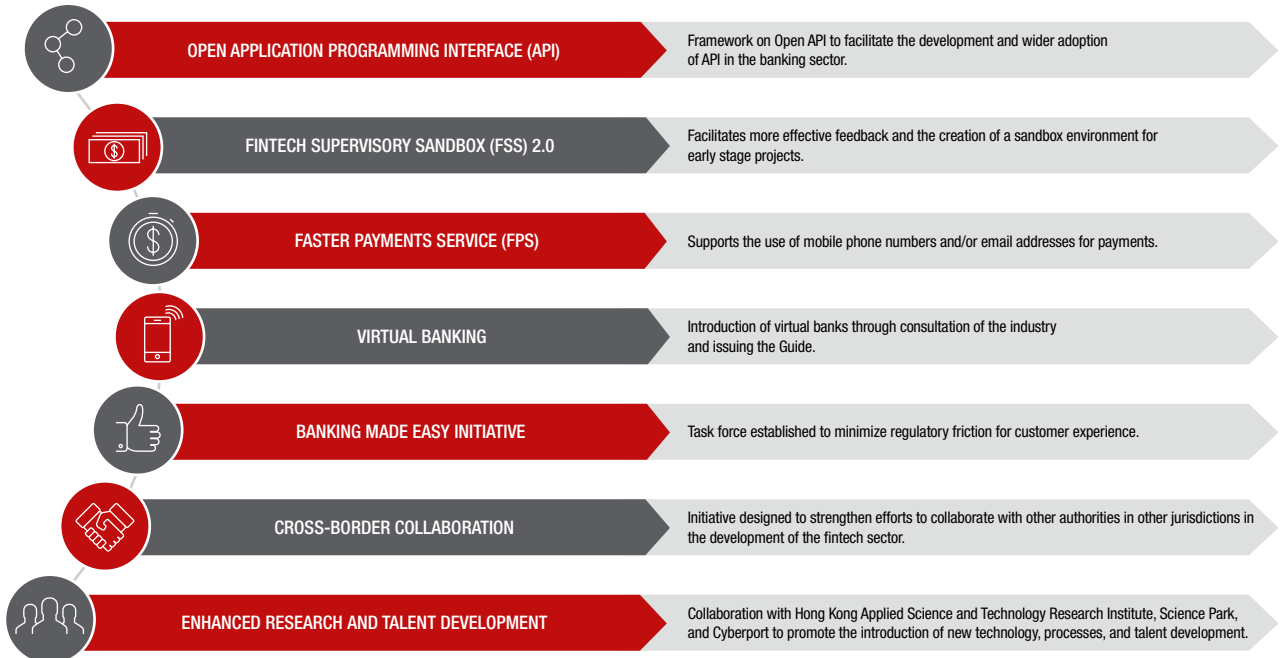 OPEN APPLICATION PROGRAMMING INTERFACE (API)
Framework on Open API to facilitate the development and wider adoption
of API in the banking sector.
$
FINTECH SUPERVISORY SANDBOX (FSS) 2.0
Facilitates more effective feedback and the creation of a sandbox environment for
early stage projects.
$
FASTER PAYMENTS SERVICE (FPS)
Supports the use of mobile phone numbers and/or email addresses for payments.
VIRTUAL BANKING
Introduction of virtual banks through consultation of the industry
and issuing the Guide.
BANKING MADE EASY INITIATIVE
Task force established to minimize regulatory friction for customer experience.
CROSS-BORDER COLLABORATION
Initiative designed to strengthen efforts to collaborate with other authorities in other jurisdictions in
the development of the fintech sector.
ENHANCED RESEARCH AND TALENT DEVELOPMENT
Collaboration with Hong Kong Applied Science and Technology Research Institute, Science Park,
and Cyberport to promote the introduction of new technology, processes, and talent development.